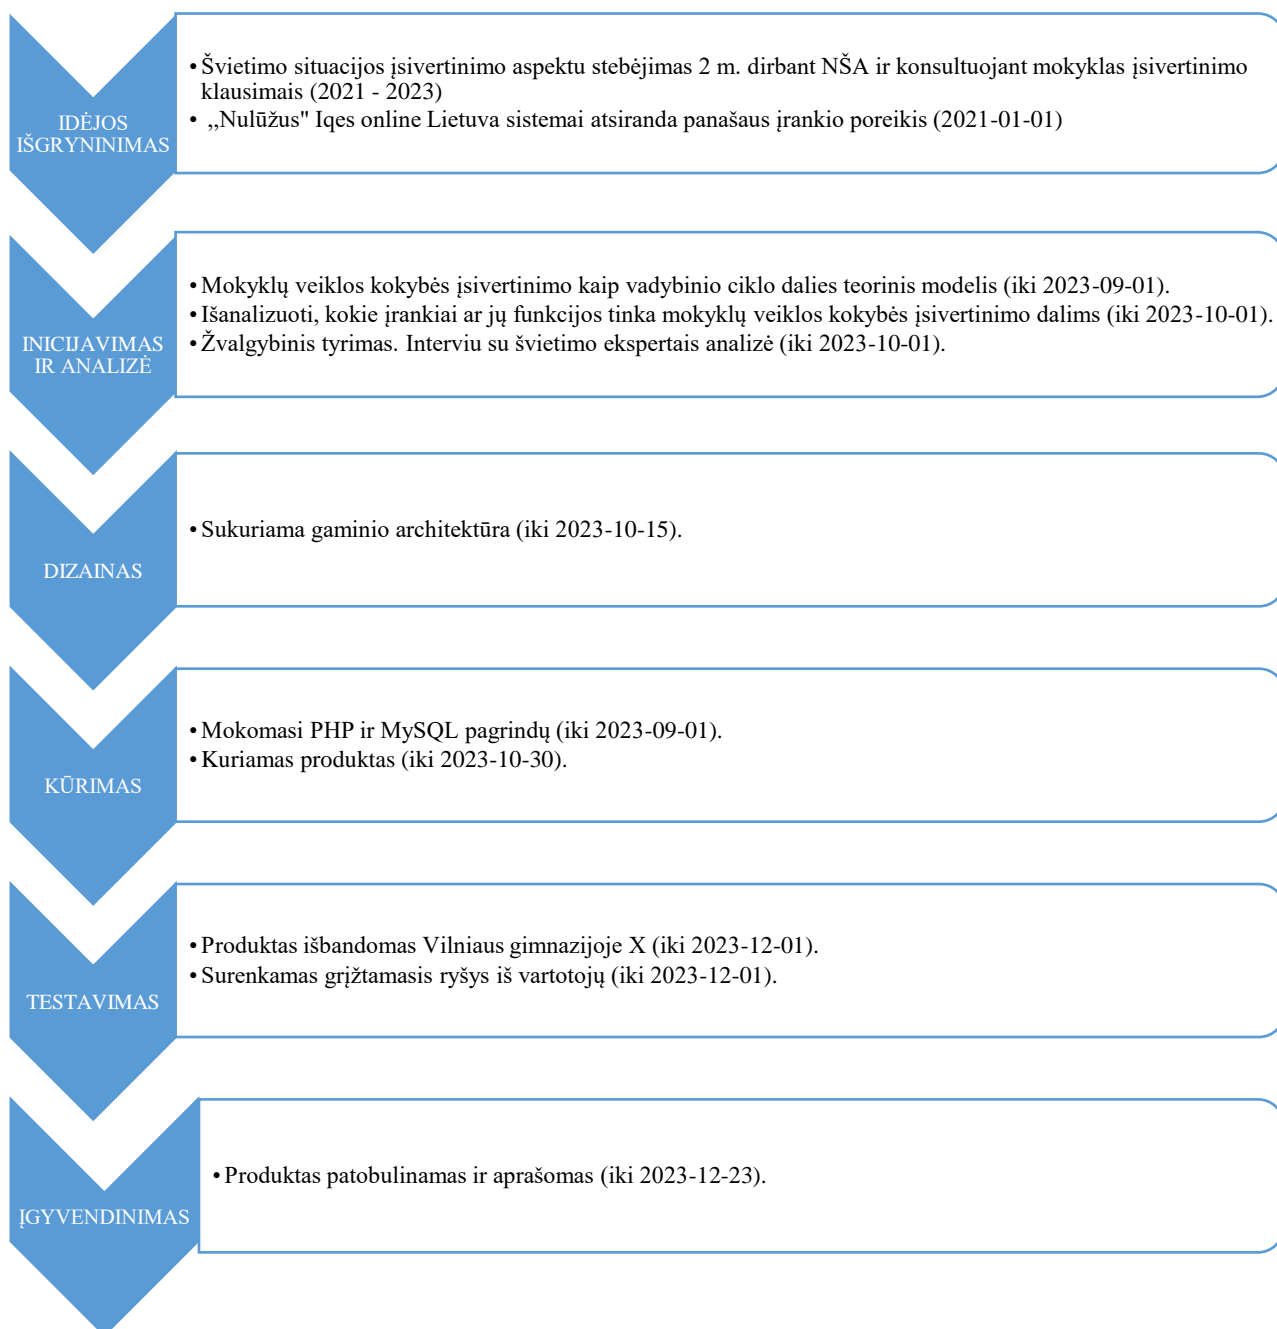 IDĖJOS
IŠGRYNINIMAS
• Švietimo situacijos įsivertinimo aspektu stebėjimas 2 m. dirbant NŠA ir konsultuojant mokyklas įsivertinimo
klausimais (2021 - 2023)
• ,,Nulūžus" Iqes online Lietuva sistemai atsiranda panašaus įrankio poreikis (2021-01-01)
INICIJAVIMAS
IR ANALIZĖ
• Mokyklų veiklos kokybės įsivertinimo kaip vadybinio ciklo dalies teorinis modelis (iki 2023-09-01).
• Išanalizuoti, kokie įrankiai ar jų funkcijos tinka mokyklų veiklos kokybės įsivertinimo dalims (iki 2023-10-01).
• Žvalgybinis tyrimas. Interviu su švietimo ekspertais analizė (iki 2023-10-01).
DIZAINAS
• Sukuriama gaminio architektūra (iki 2023-10-15).
KŪRIMAS
• Mokomasi PHP ir MySQL pagrindų (iki 2023-09-01).
• Kuriamas produktas (iki 2023-10-30).
TESTAVIMAS
• Produktas išbandomas Vilniaus gimnazijoje X (iki 2023-12-01).
• Surenkamas grįžtamasis ryšys iš vartotojų (iki 2023-12-01).
ĮGYVENDINIMAS
• Produktas patobulinamas ir aprašomas (iki 2023-12-23).